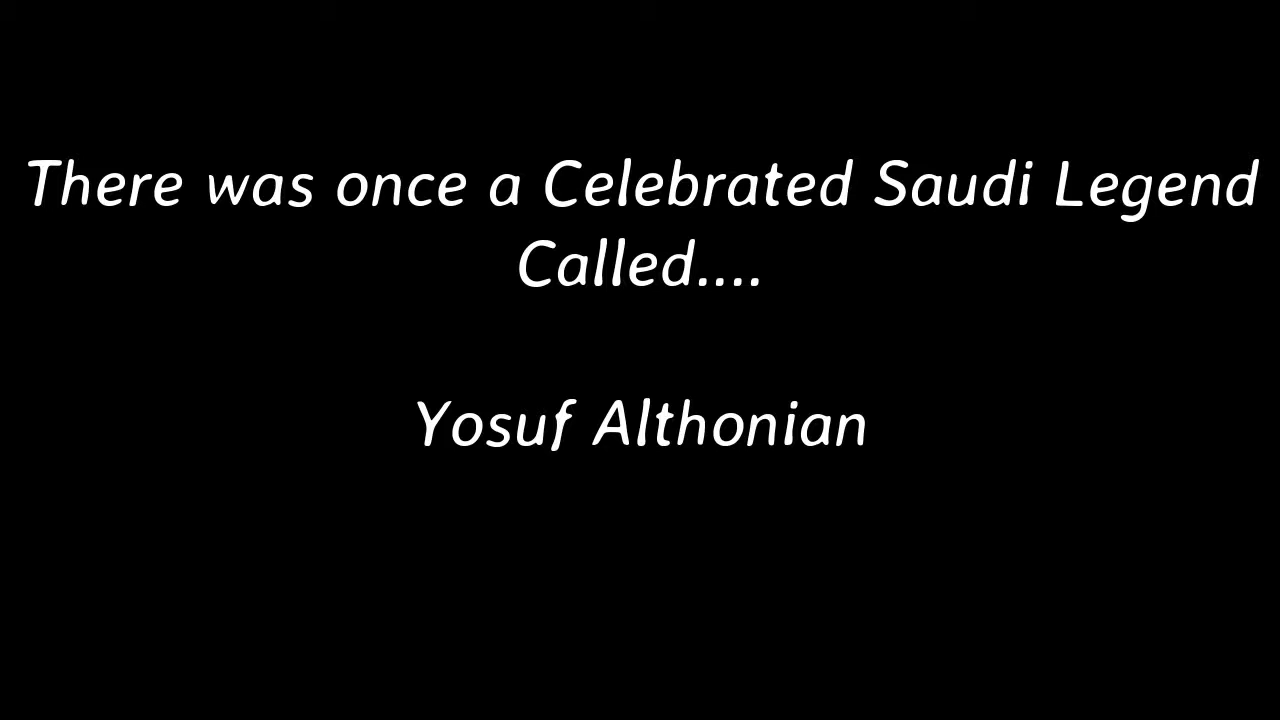 There was once a Celebrated Saudi Legend
Called....
Yosuf Althonian